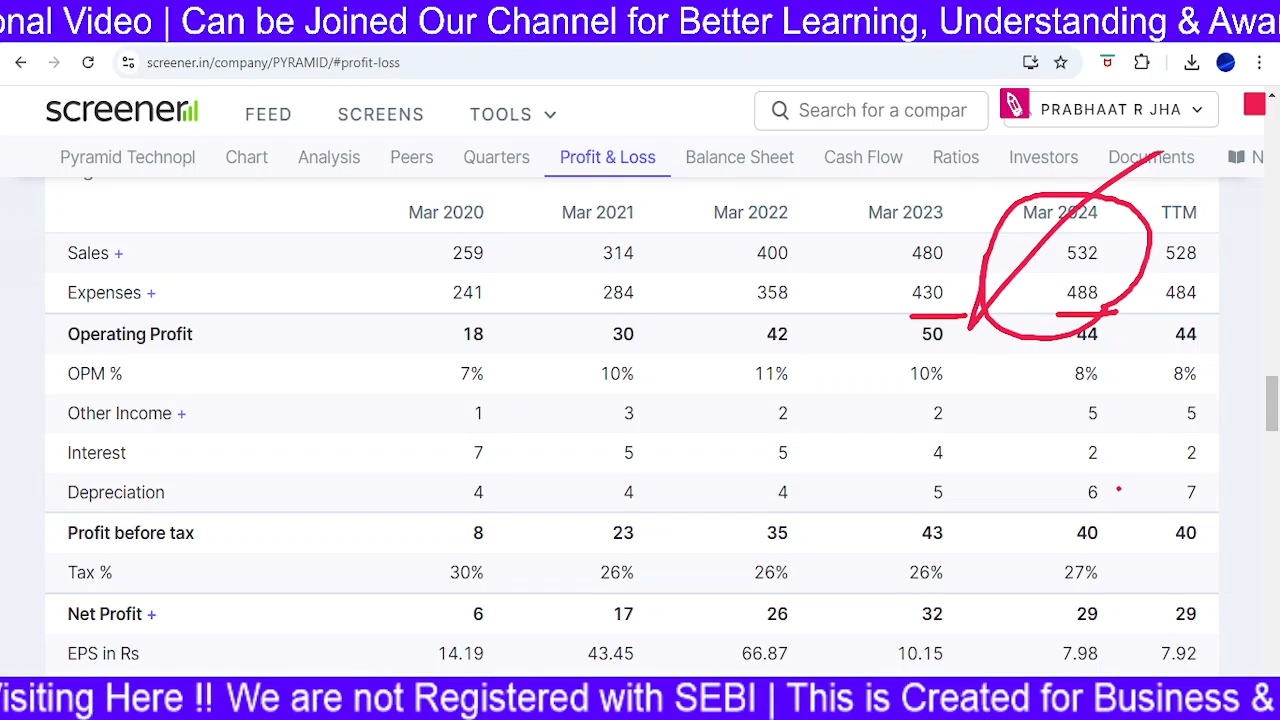 onal Video | Can be Joined Our Channel for Better Learning, Understanding & Awa
screener.in/company/PYRAMID/#profit-loss
screener FEED SCREENS TOOLS Search for a compar PRABHAAT R JHA
Pyramid Technopl Chart Analysis Peers Quarters Profit & Loss Balance Sheet Cash Flow Ratios Investors Documents N
Mar 2020 Mar 2021 Mar 2022 Mar 2023 Mar 2024 TTM
Sales + 259 314 400 480 532 528
Expenses + 241 284 358 430 488 484
Operating Profit 18 30 42 50 44 44
OPM % 7% 10% 11% 10% 8% 8%
Other Income + 1 3 2 2 5 5
Interest 7 5 5 4 2 2
Depreciation 4 4 4 5 6 7
Profit before tax 8 23 35 43 40 40
Tax % 30% 26% 26% 26% 27%
Net Profit + 6 17 26 32 29 29
EPS in Rs 14.19 43.45 66.87 10.15 7.98 7.92
isiting Here !! We are not Registered with SEBI | This is Created for Business &